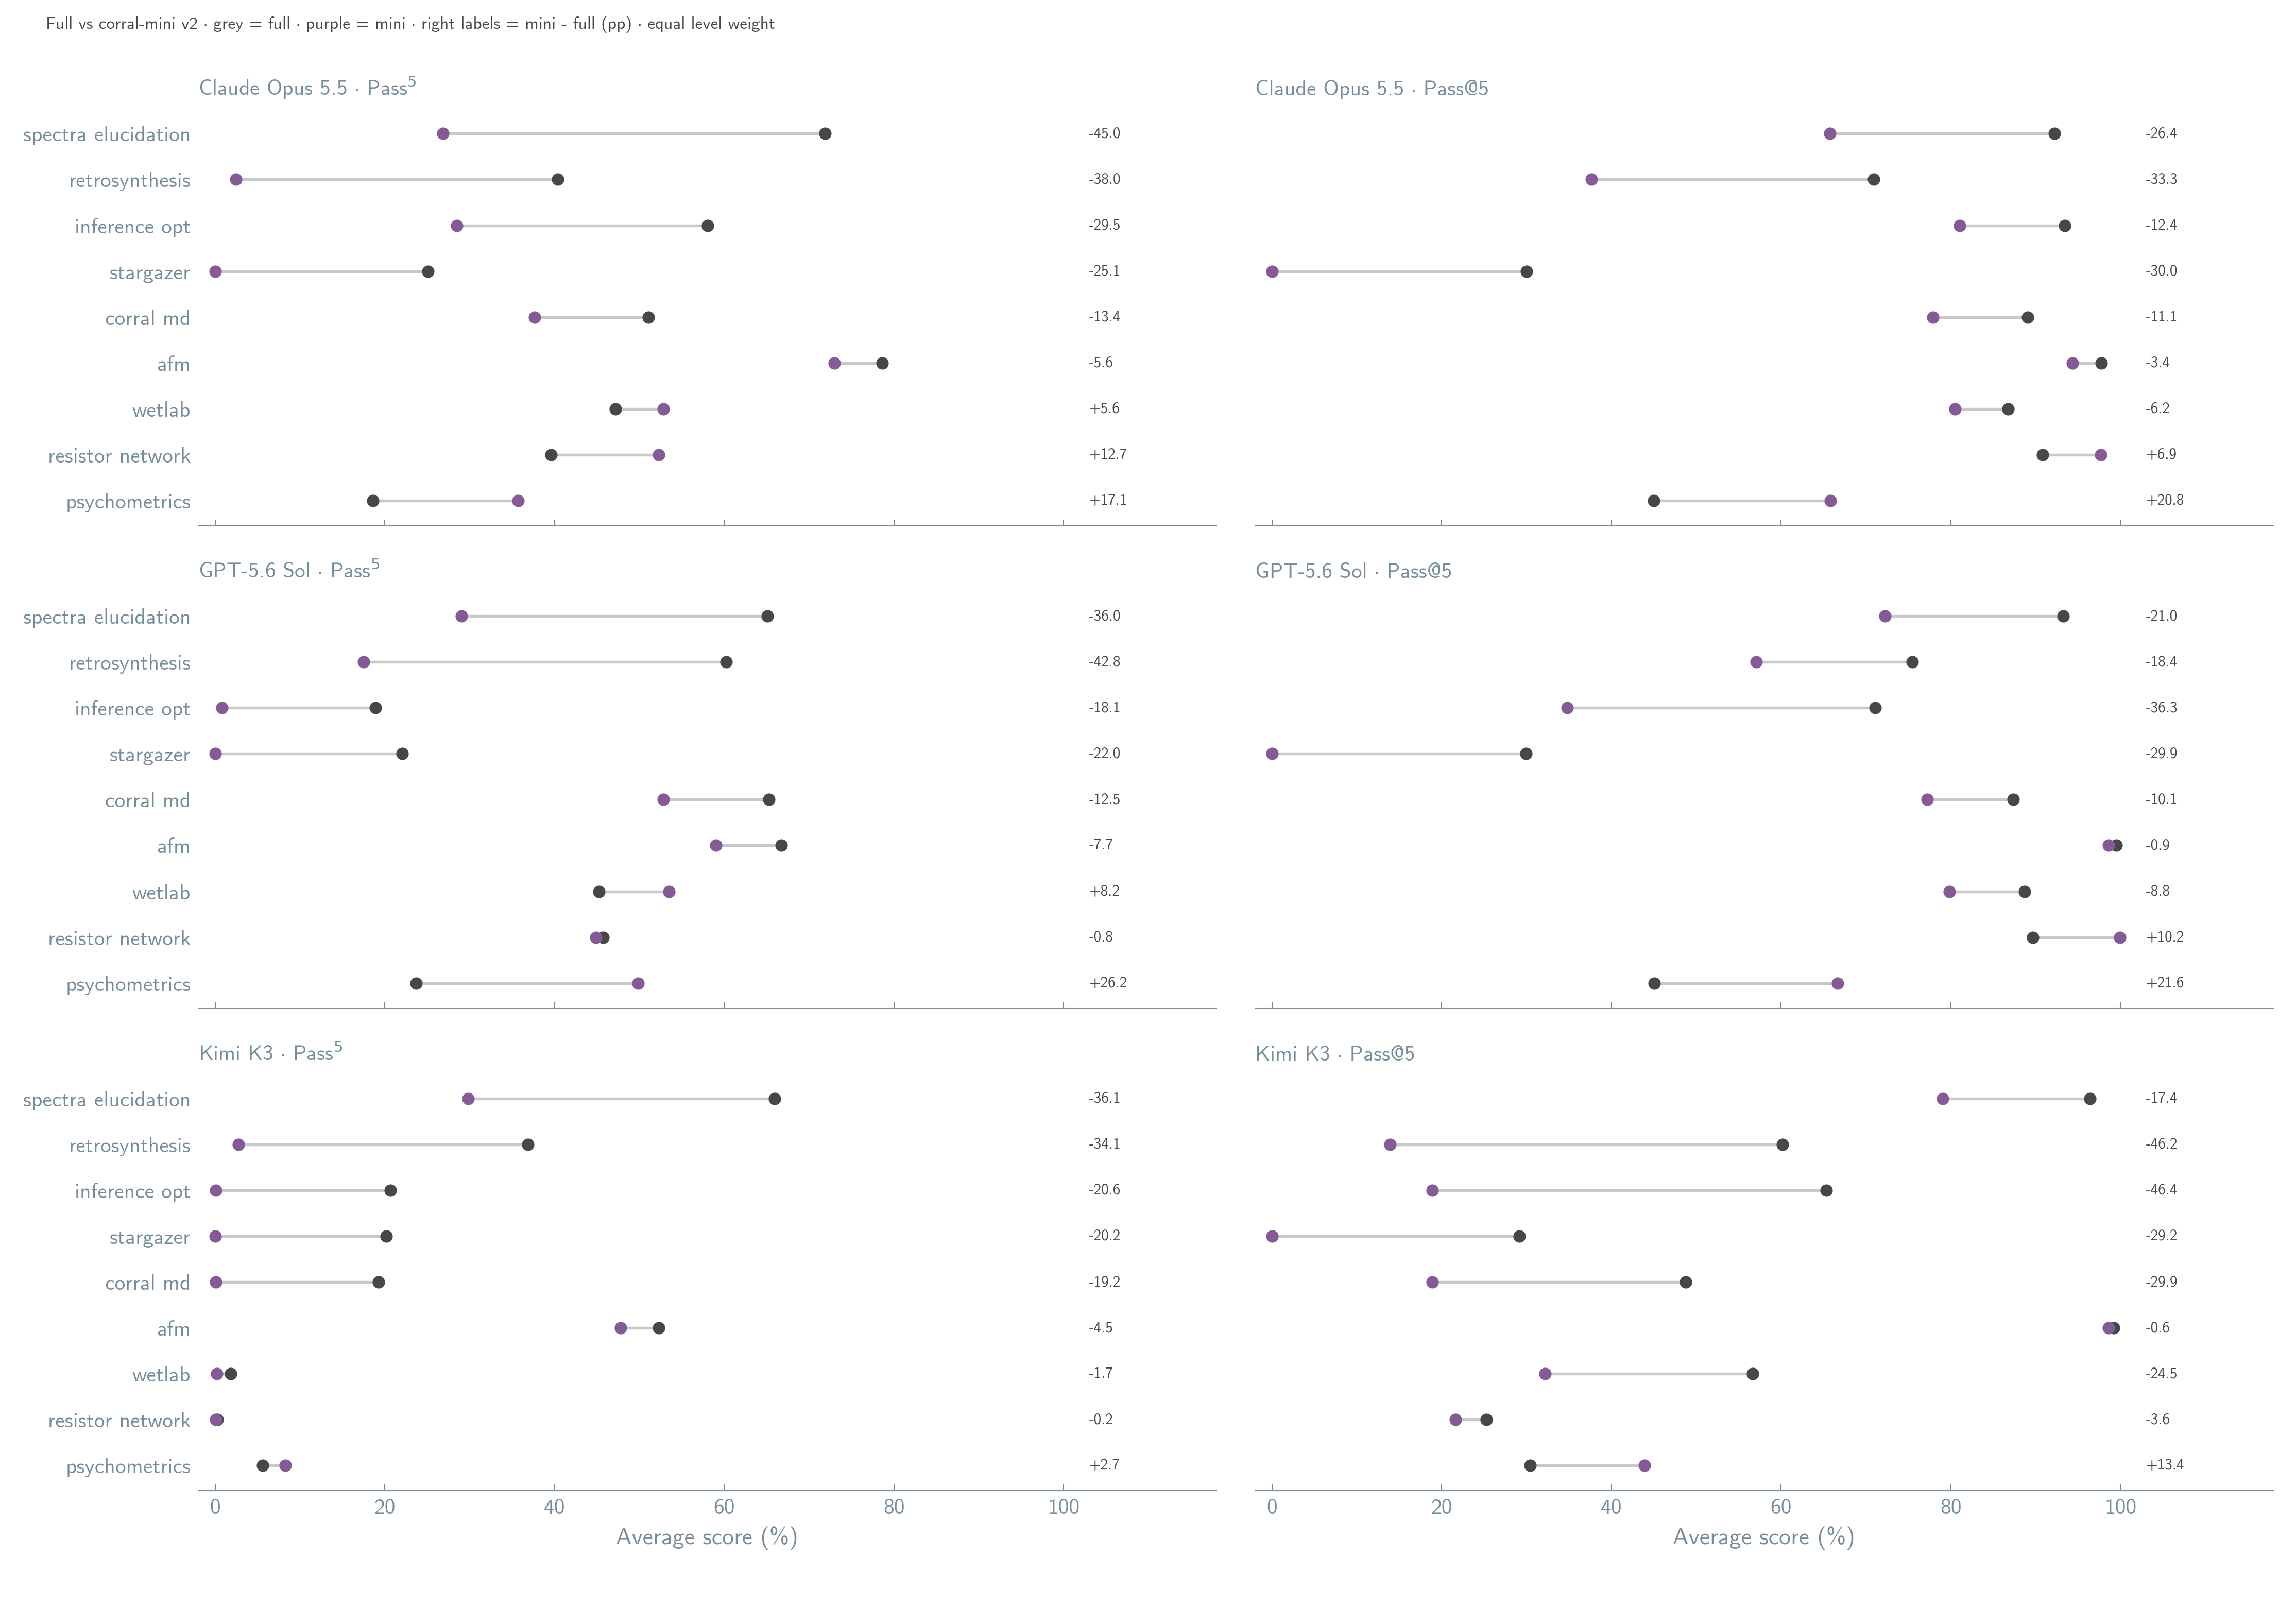 Full vs corral-mini v2 · grey = full · purple = mini · right labels = mini - full (pp) · equal level weight
Claude Opus 5.5 · Pass⁵
spectra elucidation -45.0
retrosynthesis -38.0
inference opt -29.5
stargazer -25.1
corral md -13.4
afm -5.6
wetlab +5.6
resistor network +12.7
psychometrics +17.1
Claude Opus 5.5 · Pass@5
-26.4
-33.3
-12.4
-30.0
-11.1
-3.4
-6.2
+6.9
+20.8
GPT-5.6 Sol · Pass⁵
spectra elucidation -36.0
retrosynthesis -42.8
inference opt -18.1
stargazer -22.0
corral md -12.5
afm -7.7
wetlab +8.2
resistor network -0.8
psychometrics +26.2
GPT-5.6 Sol · Pass@5
-21.0
-18.4
-36.3
-29.9
-10.1
-0.9
-8.8
+10.2
+21.6
Kimi K3 · Pass⁵
spectra elucidation -36.1
retrosynthesis -34.1
inference opt -20.6
stargazer -20.2
corral md -19.2
afm -4.5
wetlab -1.7
resistor network -0.2
psychometrics +2.7
0 20 40 60 80 100
Average score (%)
Kimi K3 · Pass@5
-17.4
-46.2
-46.4
-29.2
-29.9
-0.6
-24.5
-3.6
+13.4
0 20 40 60 80 100
Average score (%)